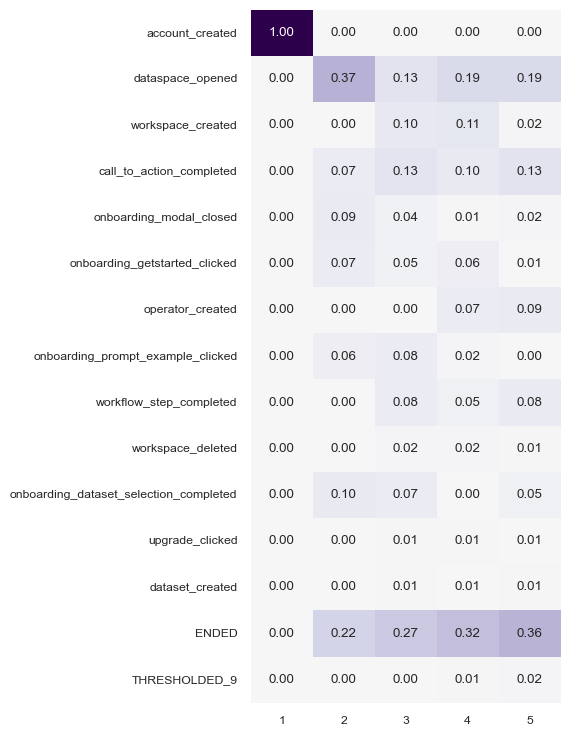 account_created 1.00 0.00 0.00 0.00 0.00
dataspace_opened 0.00 0.37 0.13 0.19 0.19
workspace_created 0.00 0.00 0.10 0.11 0.02
call_to_action_completed 0.00 0.07 0.13 0.10 0.13
onboarding_modal_closed 0.00 0.09 0.04 0.01 0.02
onboarding_getstarted_clicked 0.00 0.07 0.05 0.06 0.01
operator_created 0.00 0.00 0.00 0.07 0.09
onboarding_prompt_example_clicked 0.00 0.06 0.08 0.02 0.00
workflow_step_completed 0.00 0.00 0.08 0.05 0.08
workspace_deleted 0.00 0.00 0.02 0.02 0.01
onboarding_dataset_selection_completed 0.00 0.10 0.07 0.00 0.05
upgrade_clicked 0.00 0.00 0.01 0.01 0.01
dataset_created 0.00 0.00 0.01 0.01 0.01
ENDED 0.00 0.22 0.27 0.32 0.36
THRESHOLDED_9 0.00 0.00 0.00 0.01 0.02
1 2 3 4 5